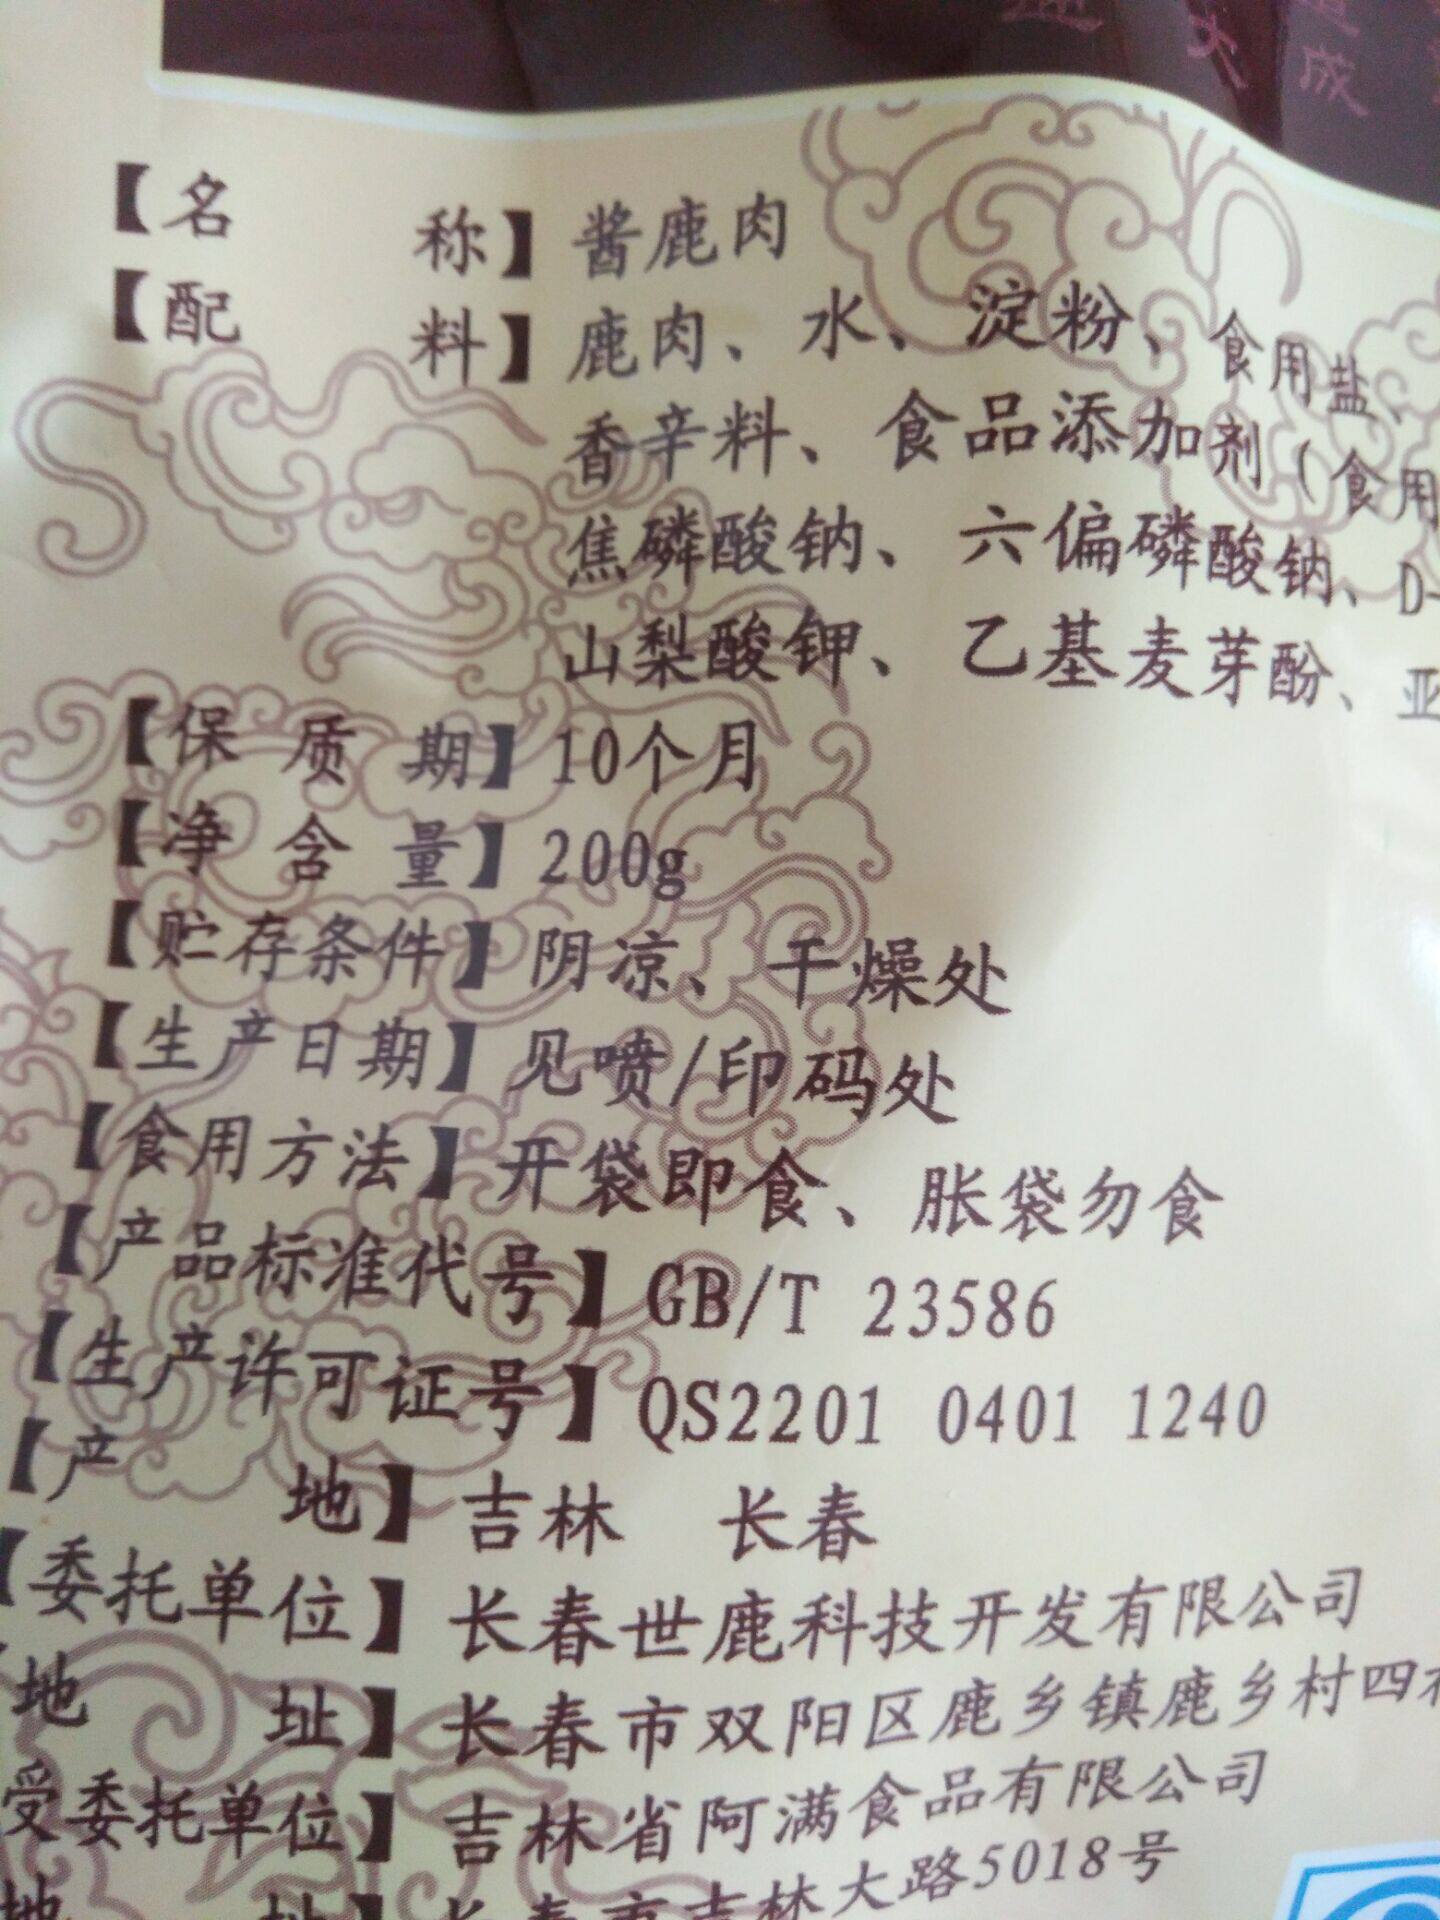 大
成
【名 称】酱鹿肉
【配 料】鹿肉、水、淀粉、食用盐、
香辛料、食品添加剂(食用
焦磷酸钠、六偏磷酸钠、D-
山梨酸钾、乙基麦芽酚、亚
【保 质 期】10个月
【净 含 量】200g
【贮存条件】阴凉、干燥处
【生产日期】见喷/印码处
【食用方法】开袋即食、胀袋勿食
【产品标准代号】GB/T 23586
【生产许可证号】QS2201 0401 1240
【产 地】吉林 长春
【委托单位】长春世鹿科技开发有限公司
地 址】长春市双阳区鹿乡镇鹿乡村四
受委托单位】吉林省阿满食品有限公司
地 址】长春市吉林大路5018号